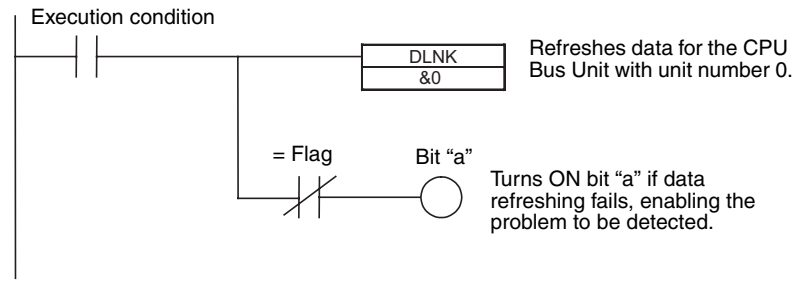 Execution condition
DLNK
&0
Refreshes data for the CPU
Bus Unit with unit number 0.
= Flag
Bit “a”
Turns ON bit “a” if data
refreshing fails, enabling the
problem to be detected.